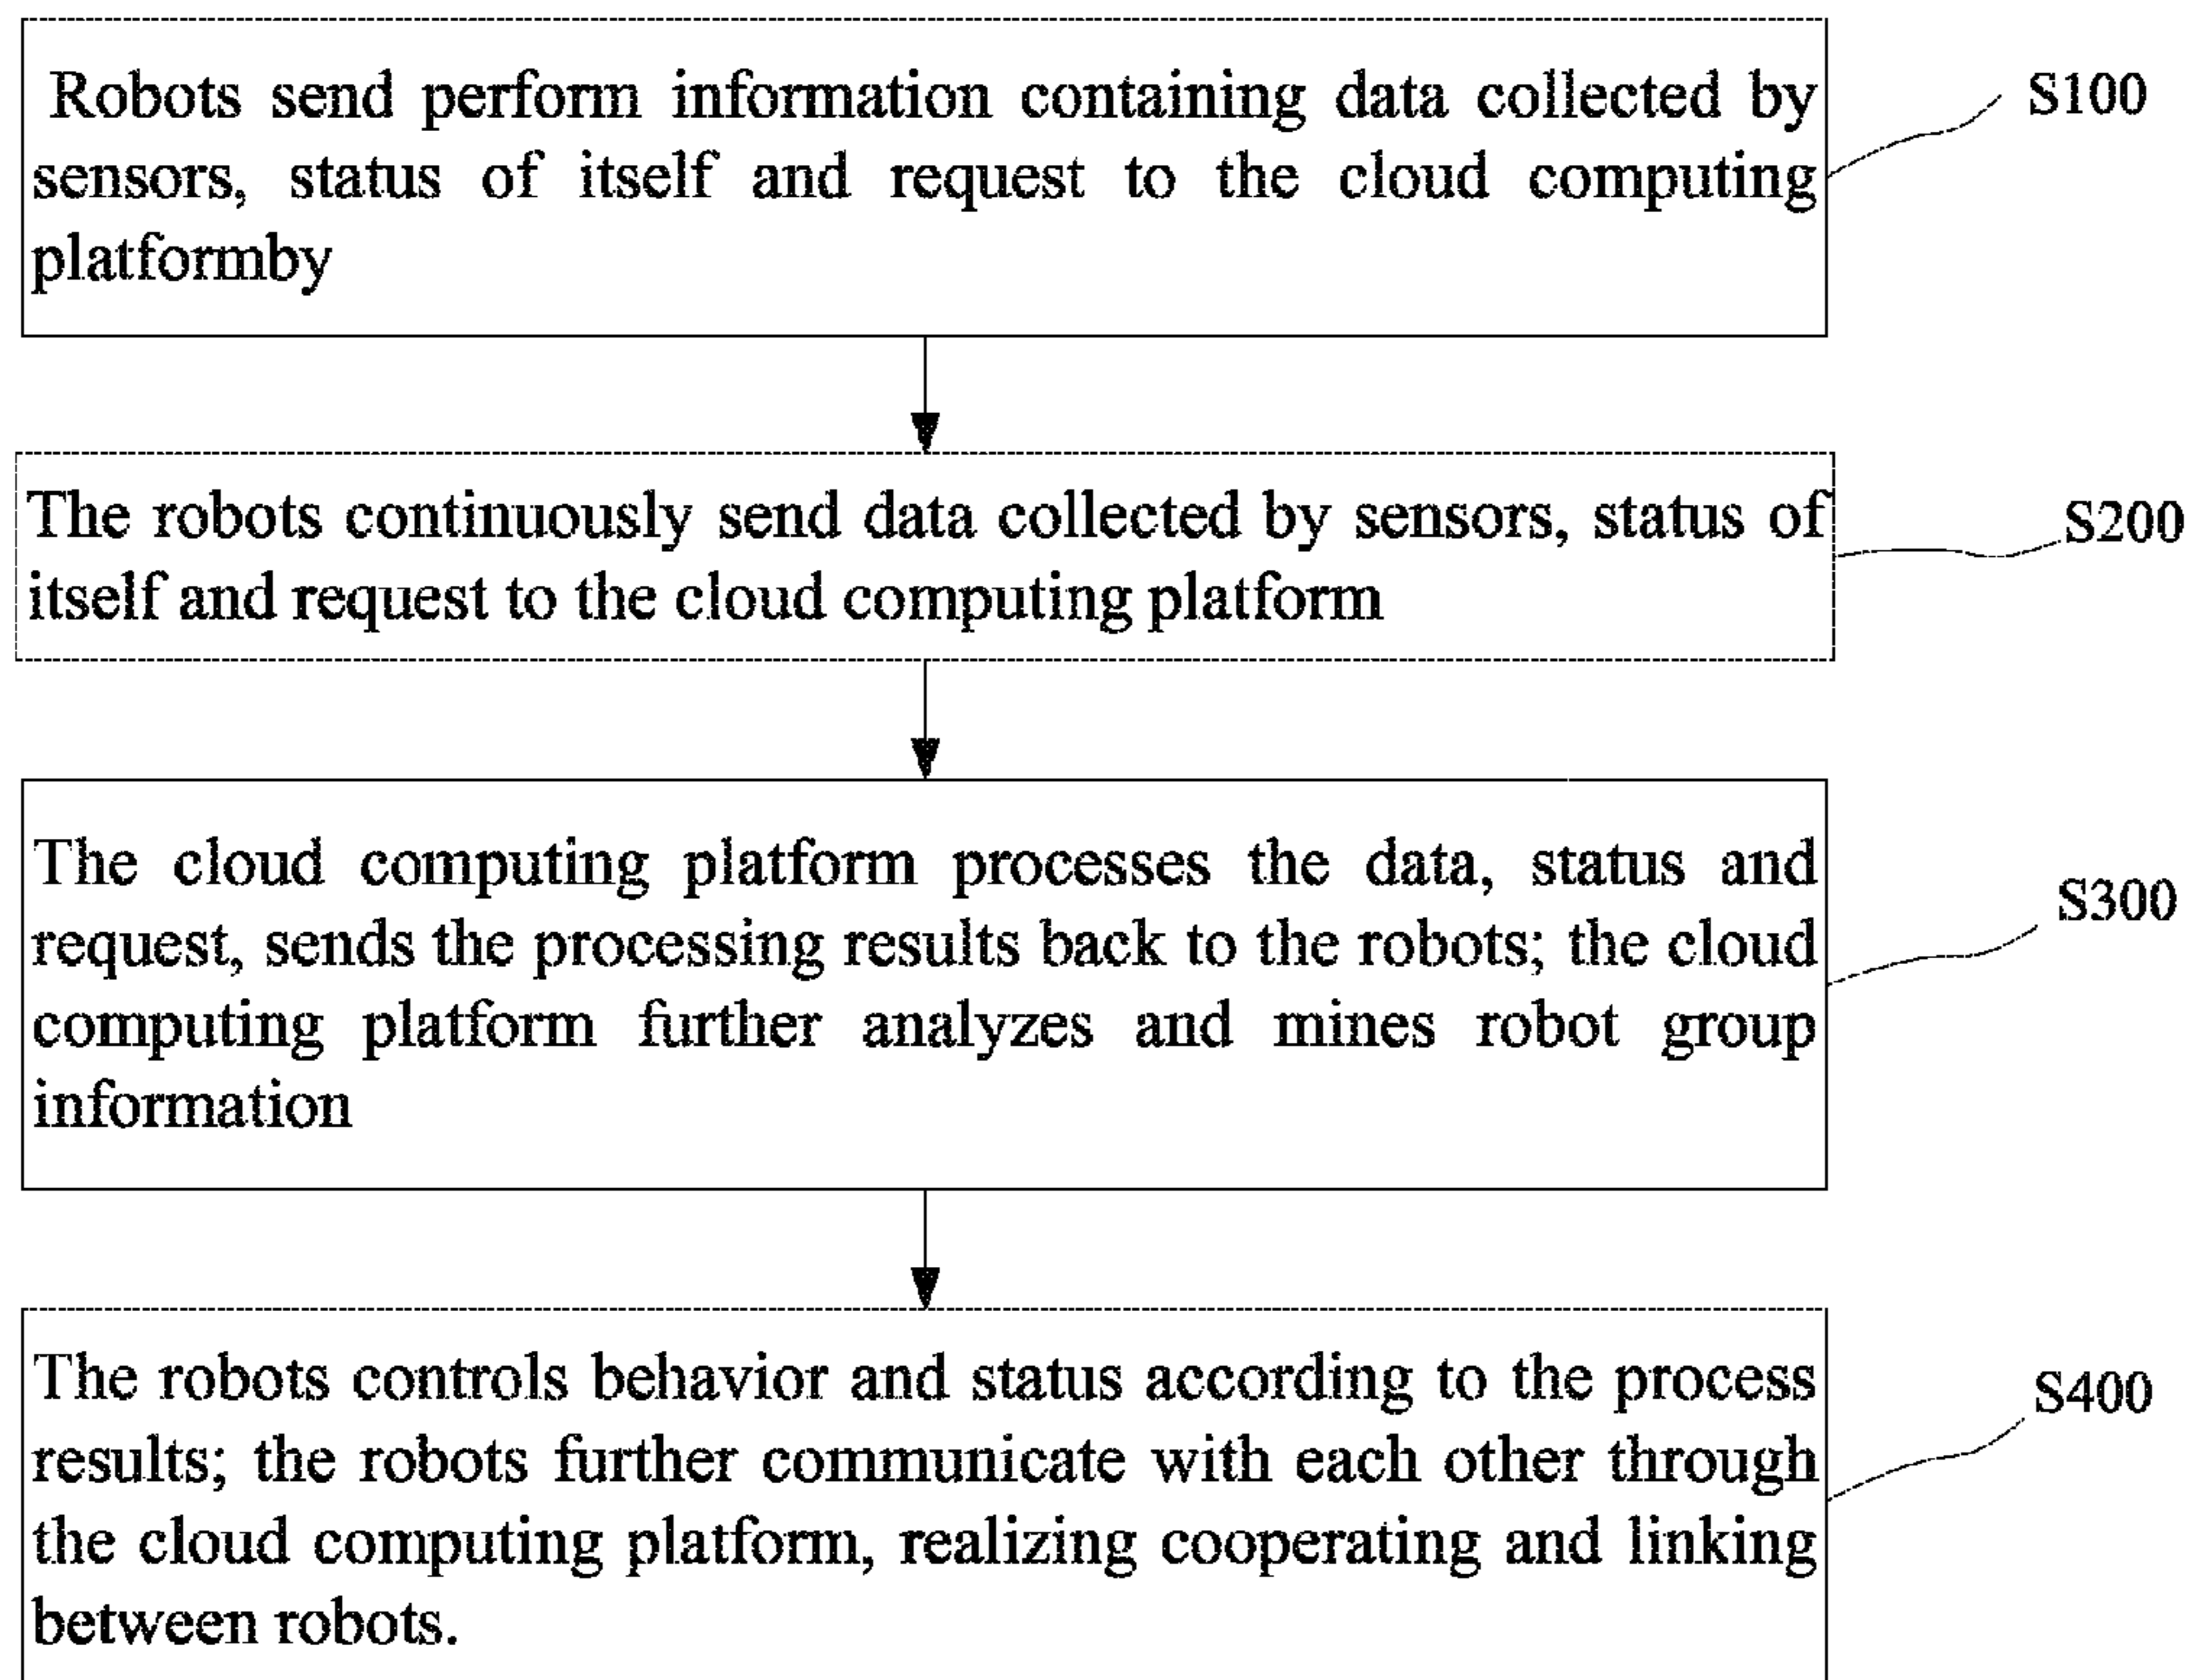 Robots send perform information containing data collected by
sensors, status of itself and request to the cloud computing
platformby
S100
The robots continuously send data collected by sensors, status of
itself and request to the cloud computing platform
S200
The cloud computing platform processes the data, status and
request, sends the processing results back to the robots; the cloud
computing platform further analyzes and mines robot group
information
S300
The robots controls behavior and status according to the process
results; the robots further communicate with each other through
the cloud computing platform, realizing cooperating and linking
between robots.
S400